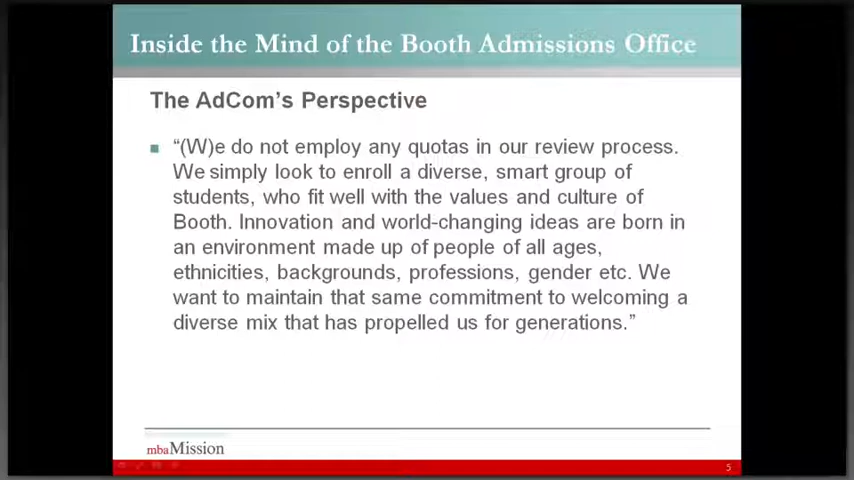 Inside the Mind of the Booth Admissions Office
The AdCom's Perspective
“(W)e do not employ any quotas in our review process.
We simply look to enroll a diverse, smart group of
students, who fit well with the values and culture of
Booth. Innovation and world-changing ideas are born in
an environment made up of people of all ages,
ethnicities, backgrounds, professions, gender etc. We
want to maintain that same commitment to welcoming a
diverse mix that has propelled us for generations.”
mbaMission
5